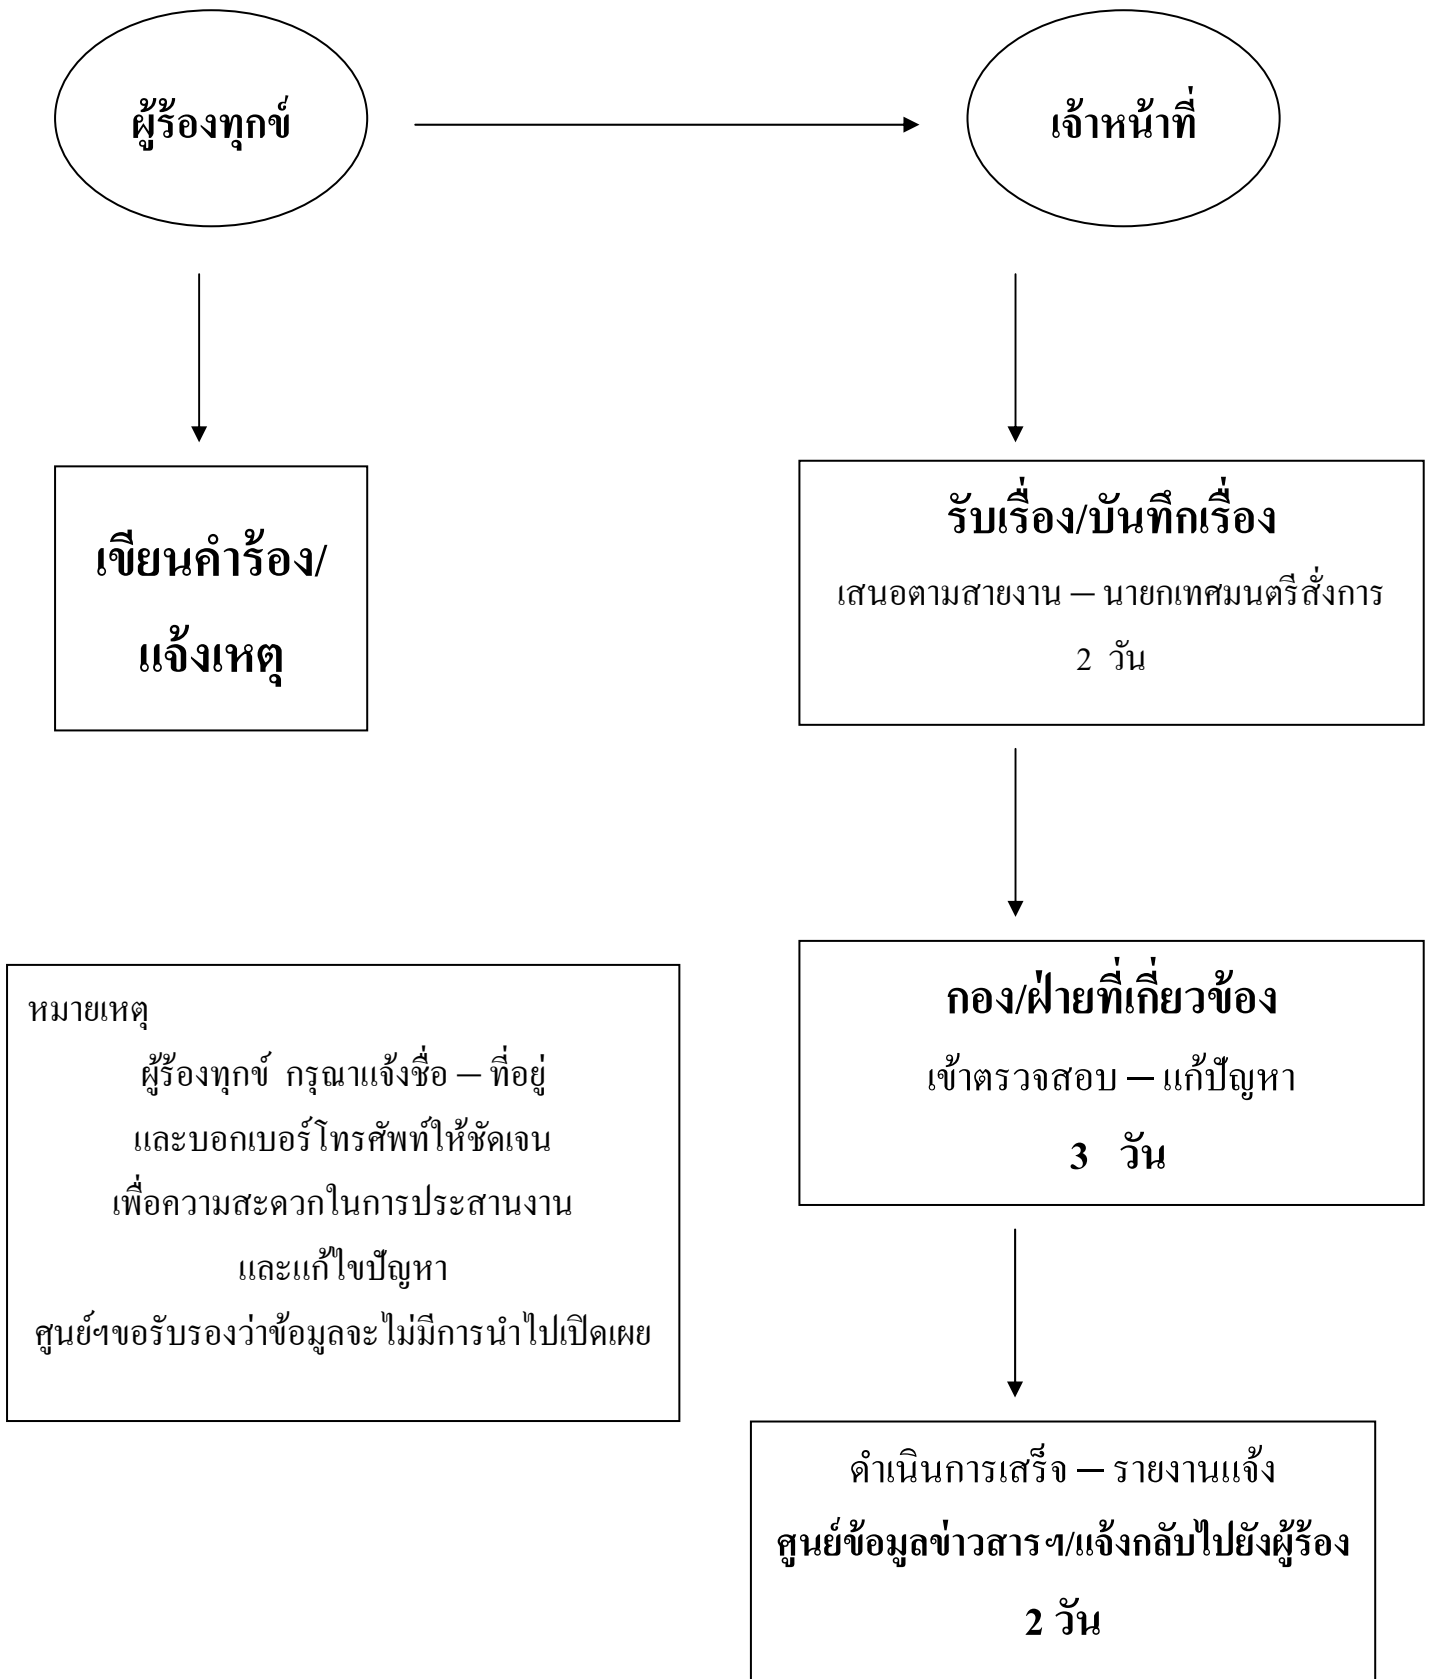 ผู้ร้องทุกข์
เจ้าหน้าที่
เขียนคำร้อง/
แจ้งเหตุ
รับเรื่อง/บันทึกเรื่อง
เสนอตามสายงาน – นายกเทศมนตรีสั่งการ
2 วัน
กอง/ฝ่ายที่เกี่ยวข้อง
เข้าตรวจสอบ – แก้ปัญหา
3 วัน
หมายเหตุ
ผู้ร้องทุกข์ กรุณาแจ้งชื่อ – ที่อยู่
และบอกเบอร์โทรศัพท์ให้ชัดเจน
เพื่อความสะดวกในการประสานงาน
และแก้ไขปัญหา
ศูนย์ฯขอรับรองว่าข้อมูลจะไม่มีการนำไปเปิดเผย
ดำเนินการเสร็จ – รายงานแจ้ง
ศูนย์ข้อมูลข่าวสารฯ/แจ้งกลับไปยังผู้ร้อง
2 วัน